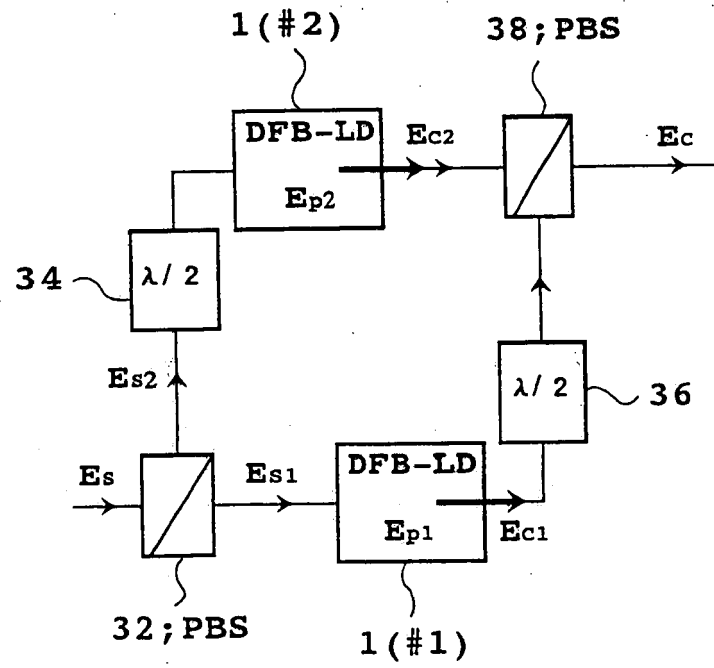 1(#2)
38;PBS
DFB-LD
Ec2
Ec
Ep2
λ/2
34
Es2
λ/2
36
DFB-LD
Es
Es1
Ep1
Ec1
32;PBS
1(#1)